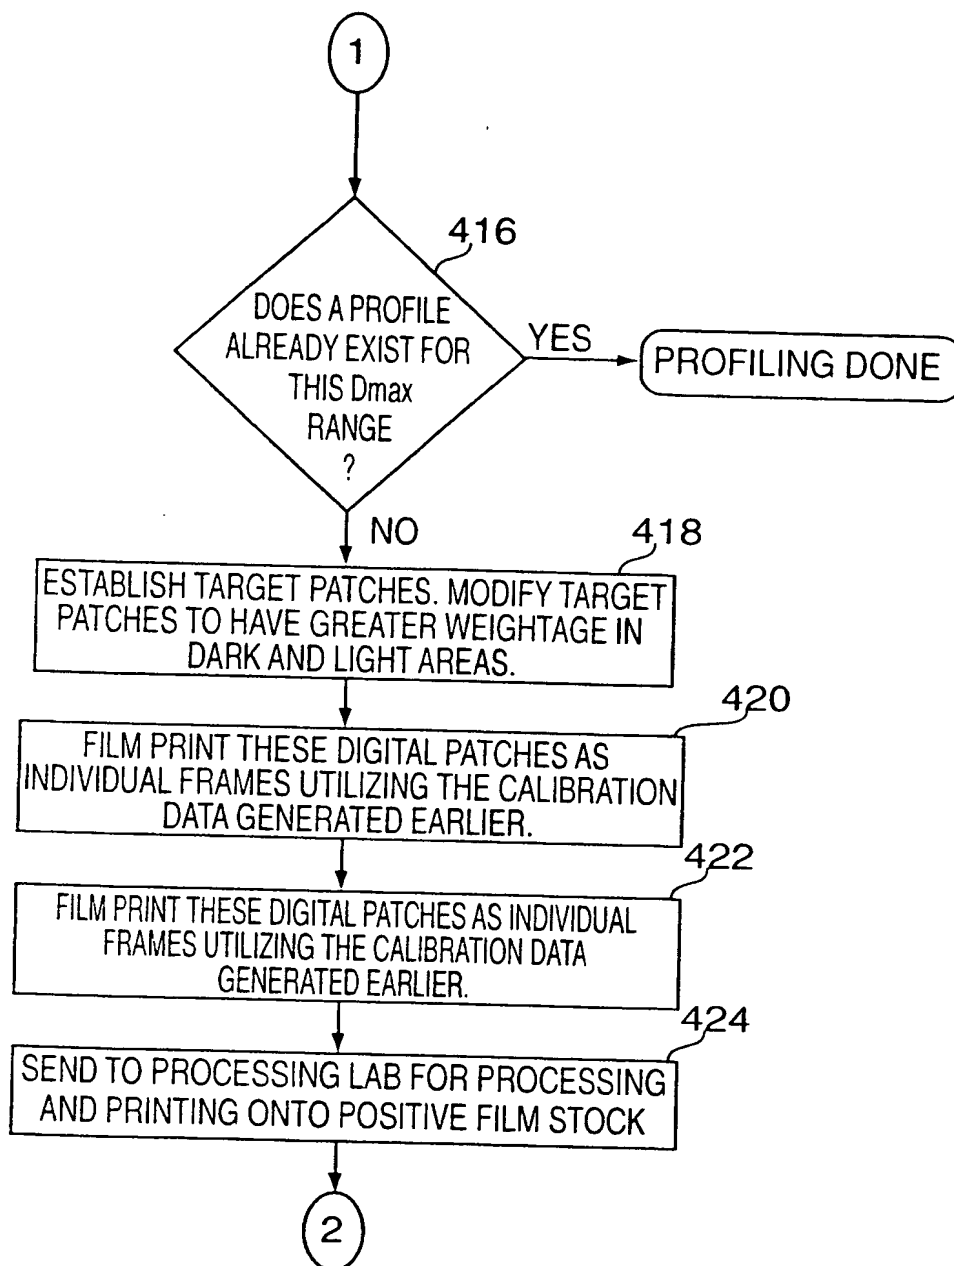 1
416
DOES A PROFILE
ALREADY EXIST FOR
THIS Dmax
RANGE
?
YES
PROFILING DONE
NO
418
ESTABLISH TARGET PATCHES. MODIFY TARGET
PATCHES TO HAVE GREATER WEIGHTAGE IN
DARK AND LIGHT AREAS.
420
FILM PRINT THESE DIGITAL PATCHES AS
INDIVIDUAL FRAMES UTILIZING THE CALIBRATION
DATA GENERATED EARLIER.
422
FILM PRINT THESE DIGITAL PATCHES AS INDIVIDUAL
FRAMES UTILIZING THE CALIBRATION DATA
GENERATED EARLIER.
424
SEND TO PROCESSING LAB FOR PROCESSING
AND PRINTING ONTO POSITIVE FILM STOCK
2